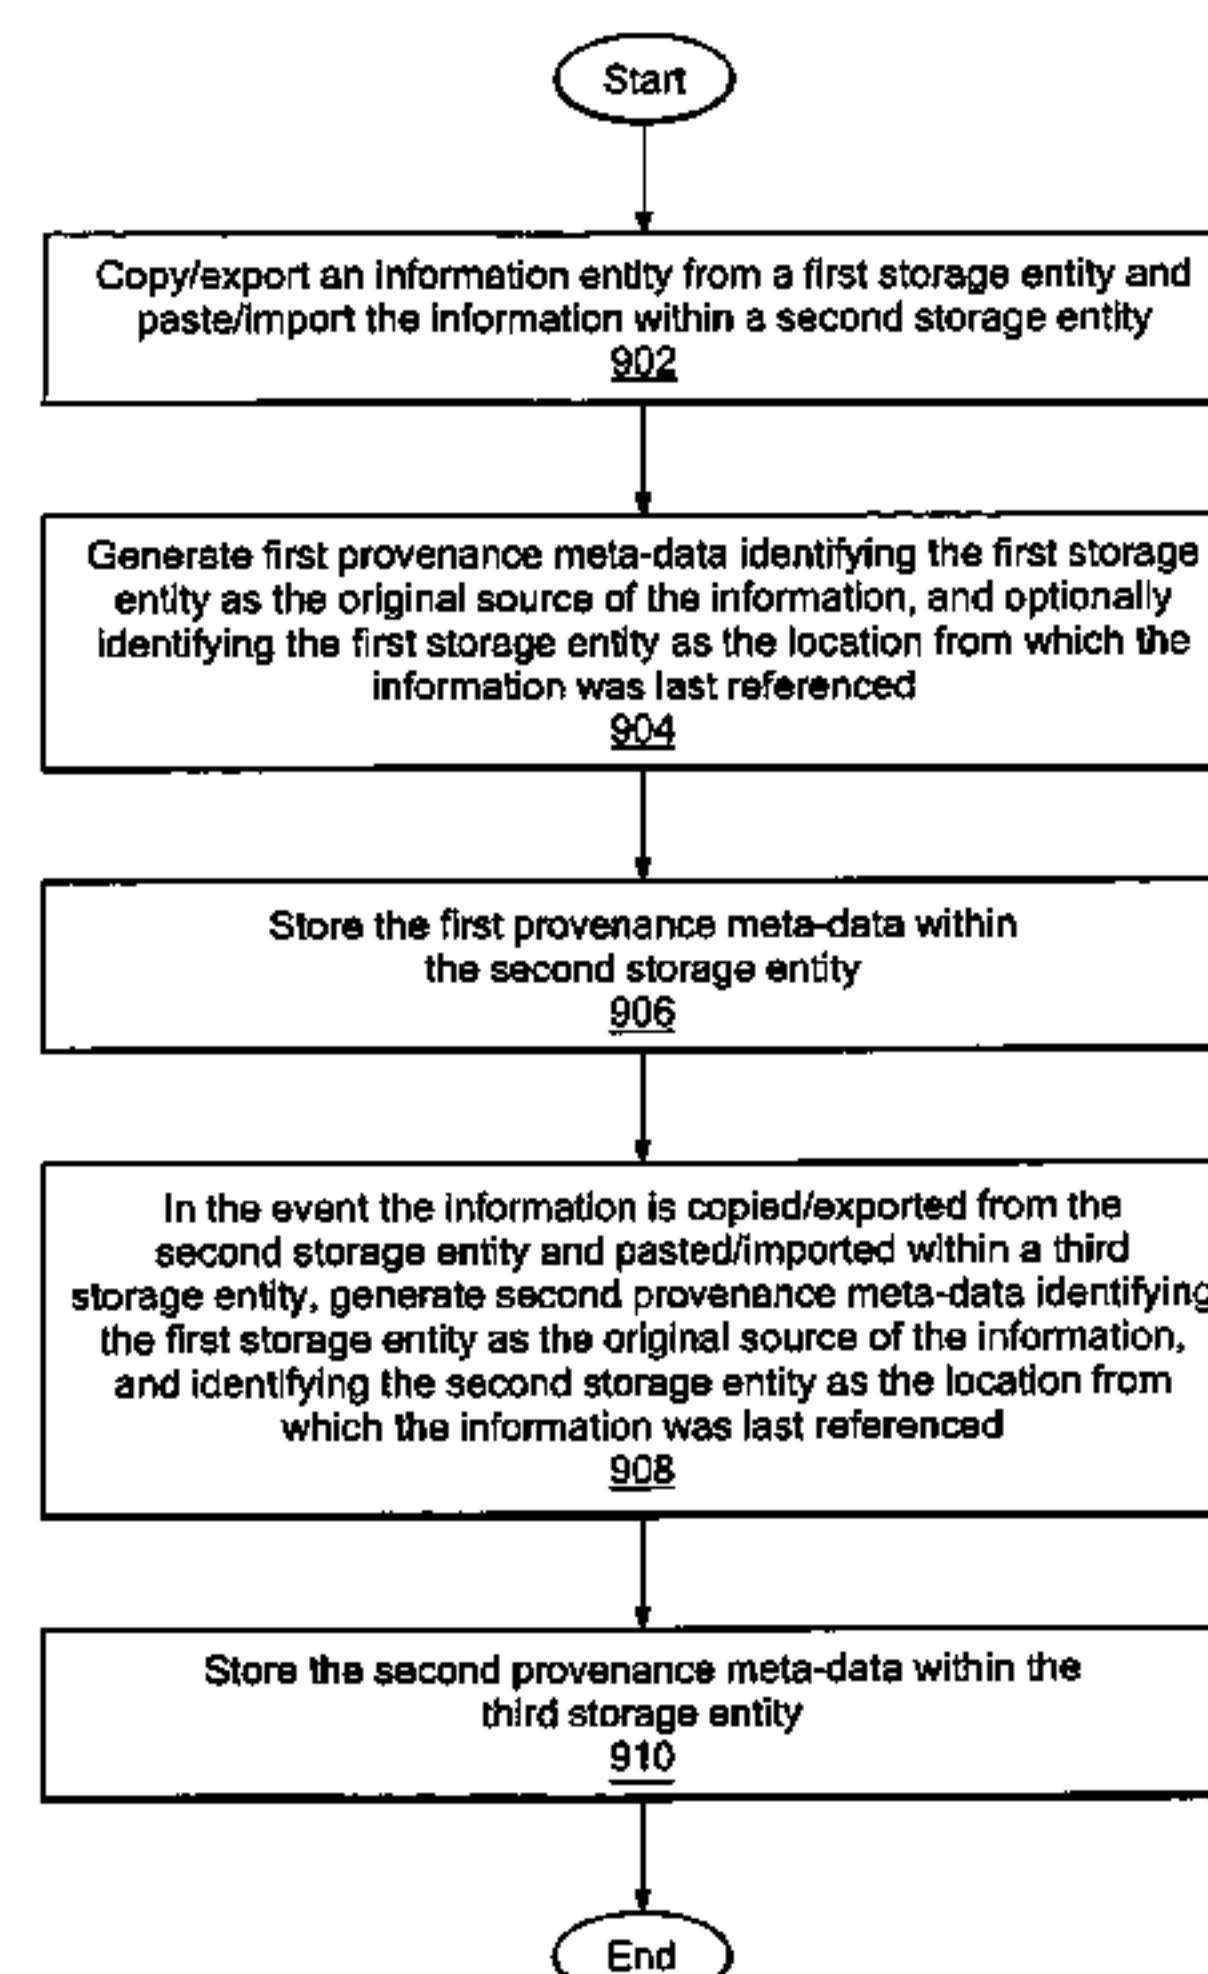 Start
Copy/export an information entity from a first storage entity and
paste/import the information within a second storage entity
902
Generate first provenance meta-data identifying the first storage
entity as the original source of the information, and optionally
identifying the first storage entity as the location from which the
information was last referenced
904
Store the first provenance meta-data within
the second storage entity
906
In the event the information is copied/exported from the
second storage entity and pasted/imported within a third
storage entity, generate second provenance meta-data identifying
the first storage entity as the original source of the information,
and identifying the second storage entity as the location from
which the information was last referenced
908
Store the second provenance meta-data within the
third storage entity
910
End